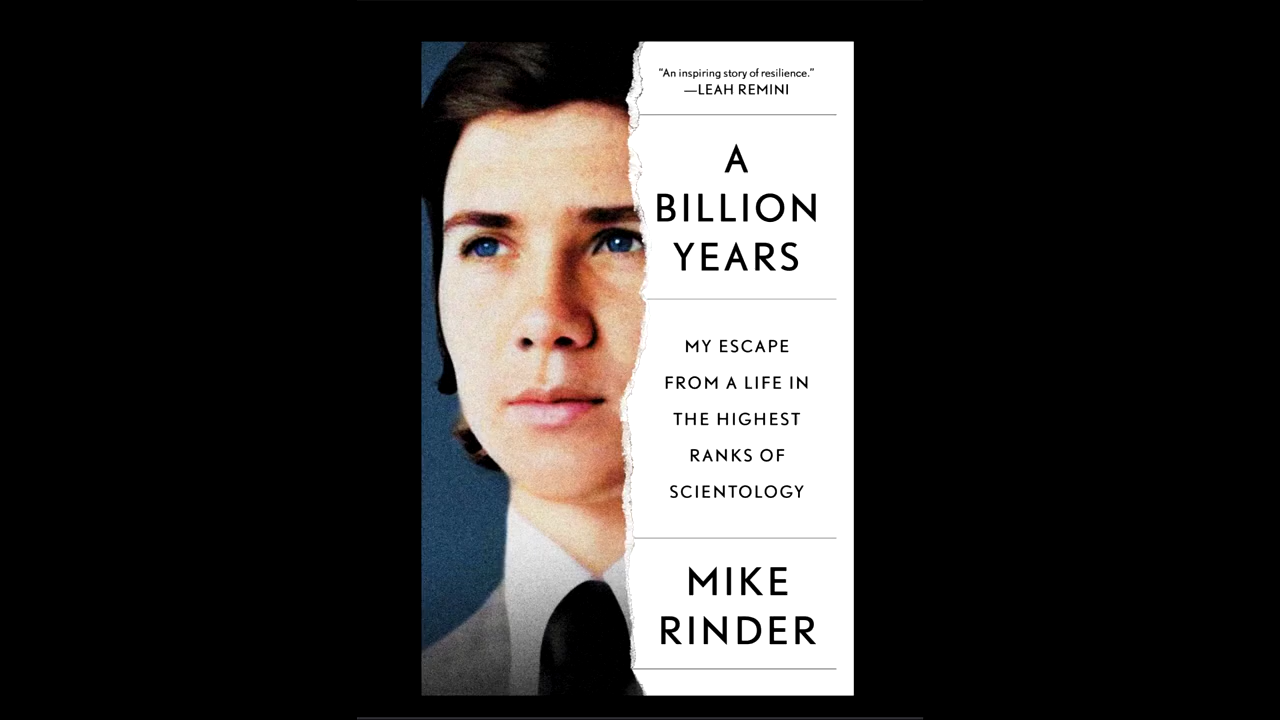 “An inspiring story of resilience.”
—LEAH REMINI
A
BILLION
YEARS
MY ESCAPE
FROM A LIFE IN
THE HIGHEST
RANKS OF
SCIENTOLOGY
MIKE
RINDER